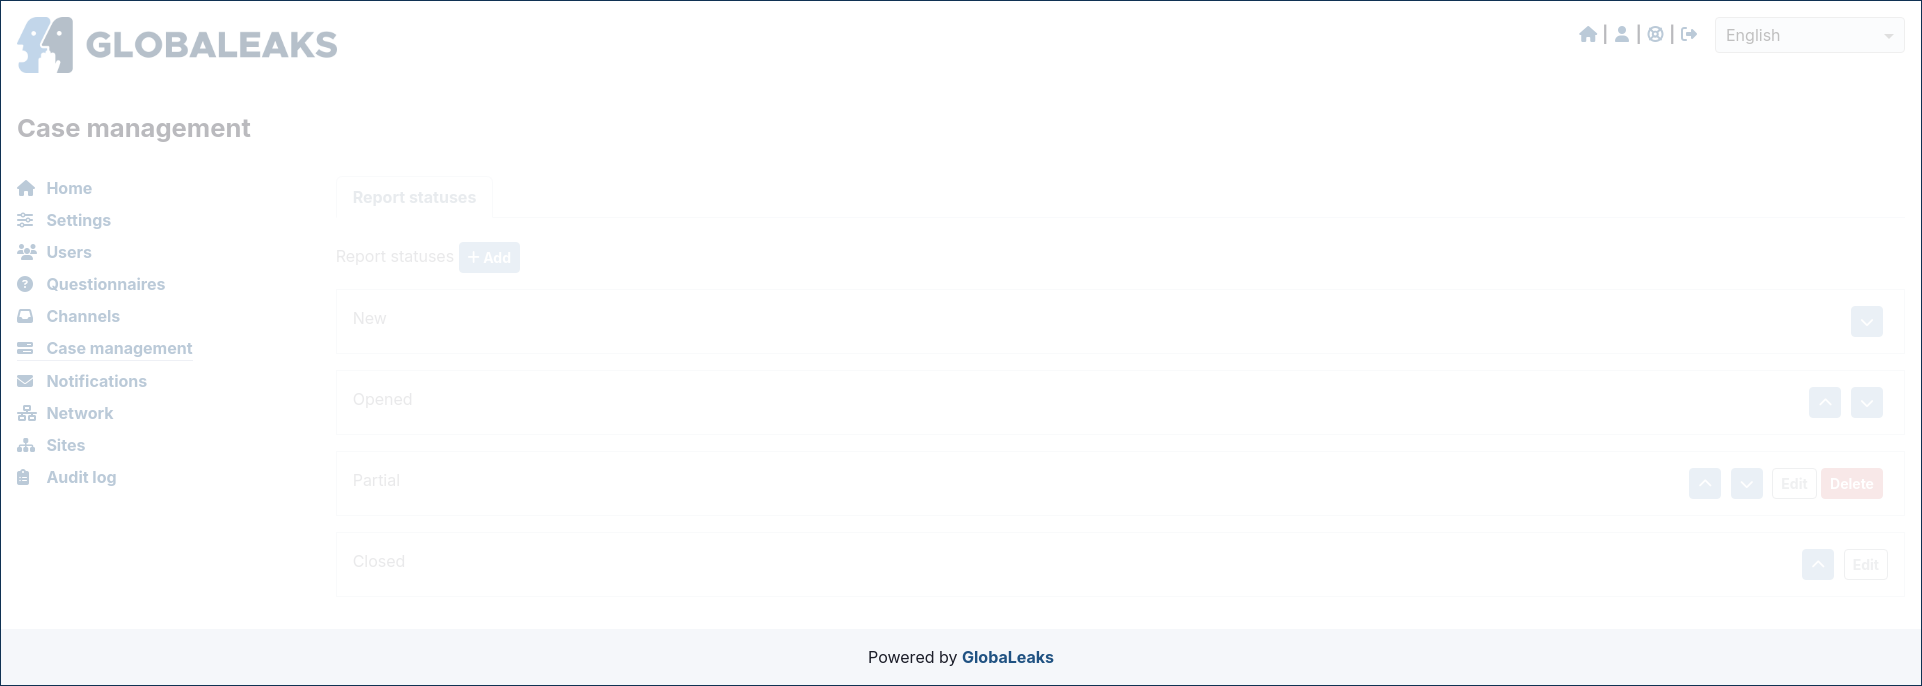 GLOBALEAKS
English
Case management
Home
Settings
Users
Questionnaires
Channels
Case management
Notifications
Network
Sites
Audit log
Report statuses
Report statuses + Add
New
Opened
Partial
Edit Delete
Closed
Edit
Powered by GlobaLeaks